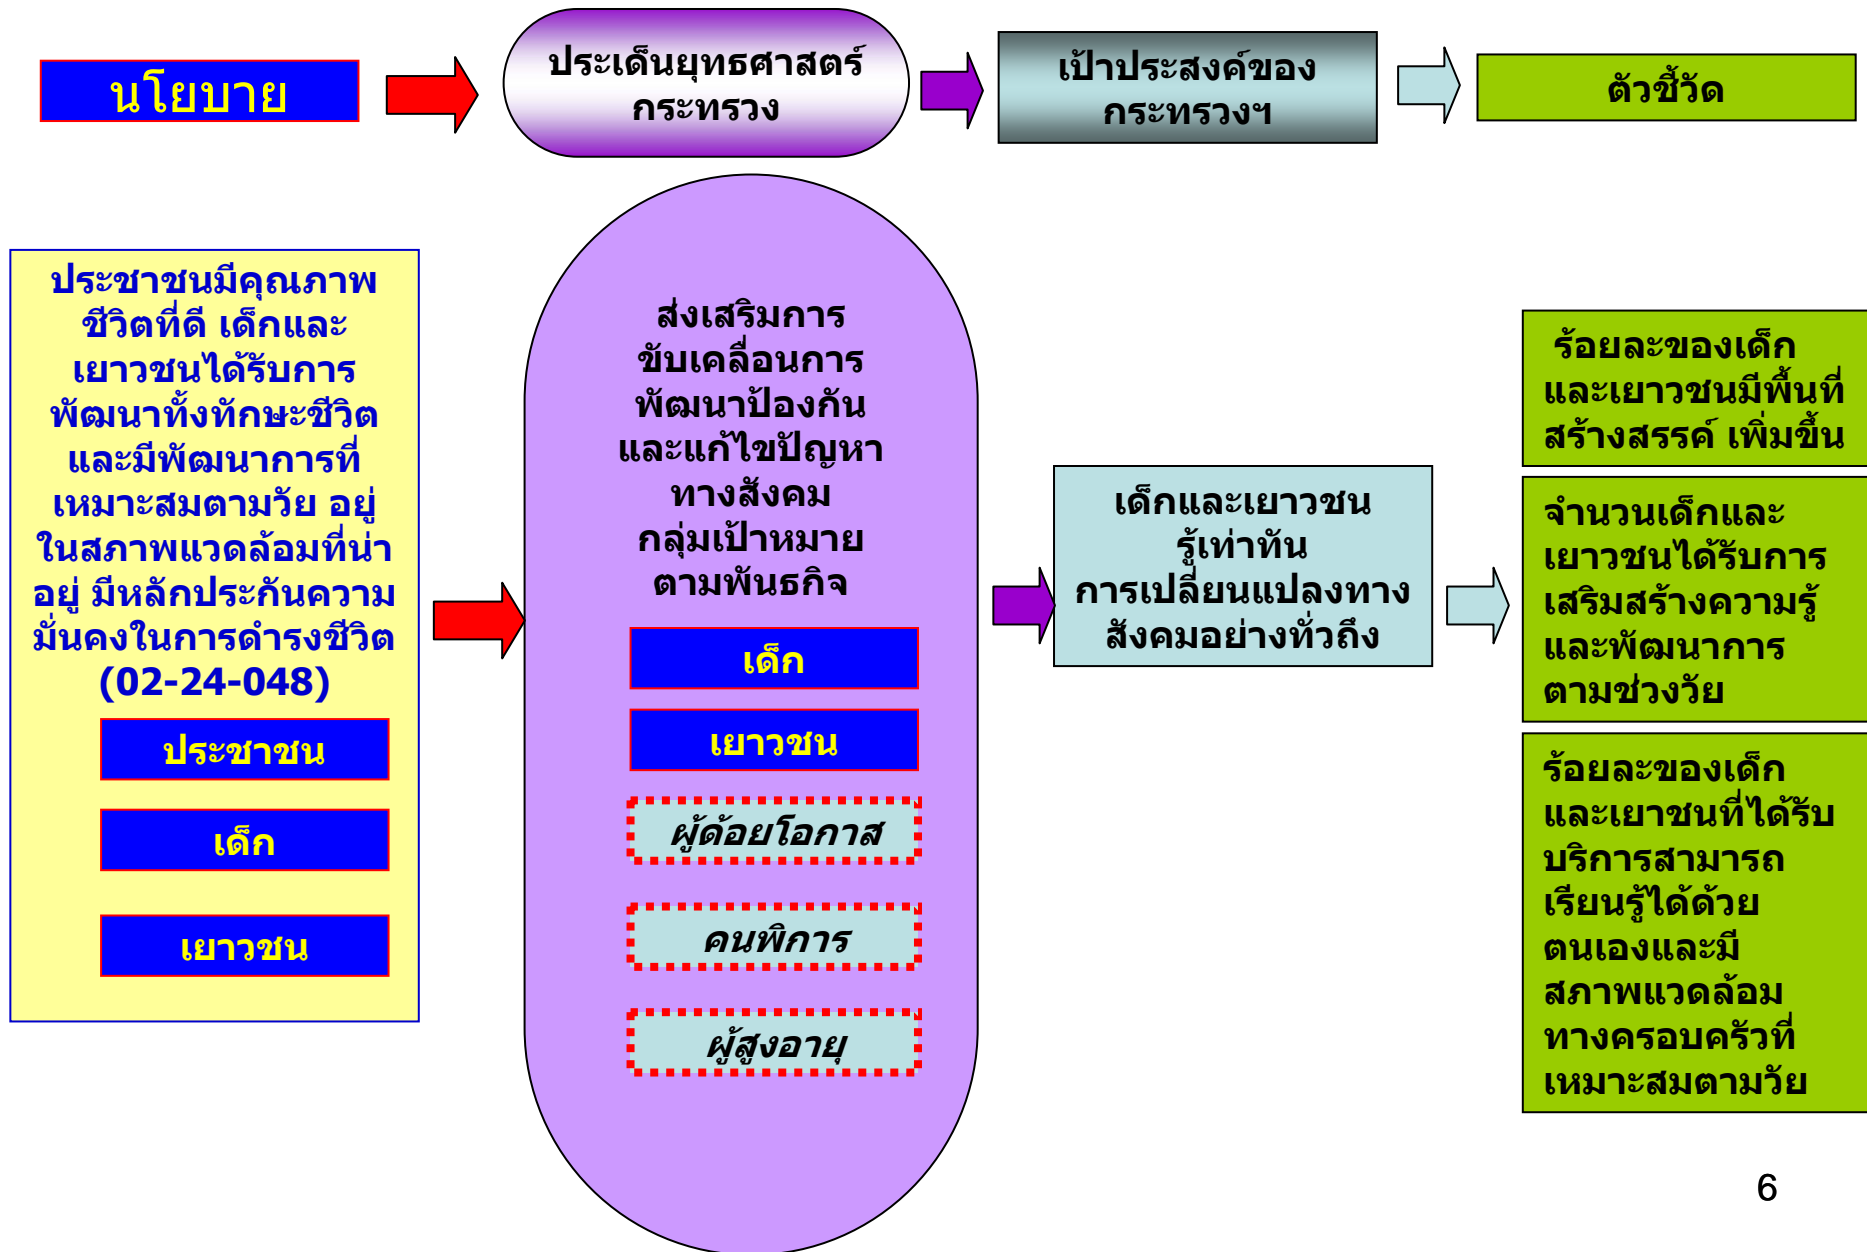 นโยบาย
ประเด็นยุทธศาสตร์
กระทรวง
เป้าประสงค์ของ
กระทรวงฯ
ตัวชี้วัด
ประชาชนมีคุณภาพ
ชีวิตที่ดี เด็กและ
เยาวชนได้รับการ
พัฒนาทั้งทักษะชีวิต
และมีพัฒนาการที่
เหมาะสมตามวัย อยู่
ในสภาพแวดล้อมที่น่า
อยู่ มีหลักประกันความ
มั่นคงในการดำรงชีวิต
(02-24-048)
ประชาชน
เด็ก
เยาวชน
ส่งเสริมการ
ขับเคลื่อนการ
พัฒนาป้องกัน
และแก้ไขปัญหา
ทางสังคม
กลุ่มเป้าหมาย
ตามพันธกิจ
เด็ก
เยาวชน
ผู้ด้อยโอกาส
คนพิการ
ผู้สูงอายุ
เด็กและเยาวชน
รู้เท่าทัน
การเปลี่ยนแปลงทาง
สังคมอย่างทั่วถึง
ร้อยละของเด็ก
และเยาวชนมีพื้นที่
สร้างสรรค์ เพิ่มขึ้น
จำนวนเด็กและ
เยาวชนได้รับการ
เสริมสร้างความรู้
และพัฒนาการ
ตามช่วงวัย
ร้อยละของเด็ก
และเยาชนที่ได้รับ
บริการสามารถ
เรียนรู้ได้ด้วย
ตนเองและมี
สภาพแวดล้อม
ทางครอบครัวที่
เหมาะสมตามวัย
6